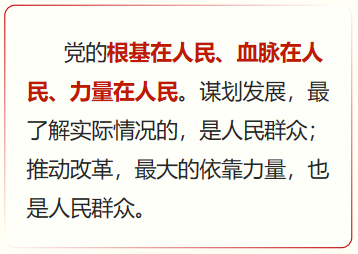 党的根基在人民、血脉在人
民、力量在人民。谋划发展，最
了解实际情况的，是人民群众；
推动改革，最大的依靠力量，也
是人民群众。